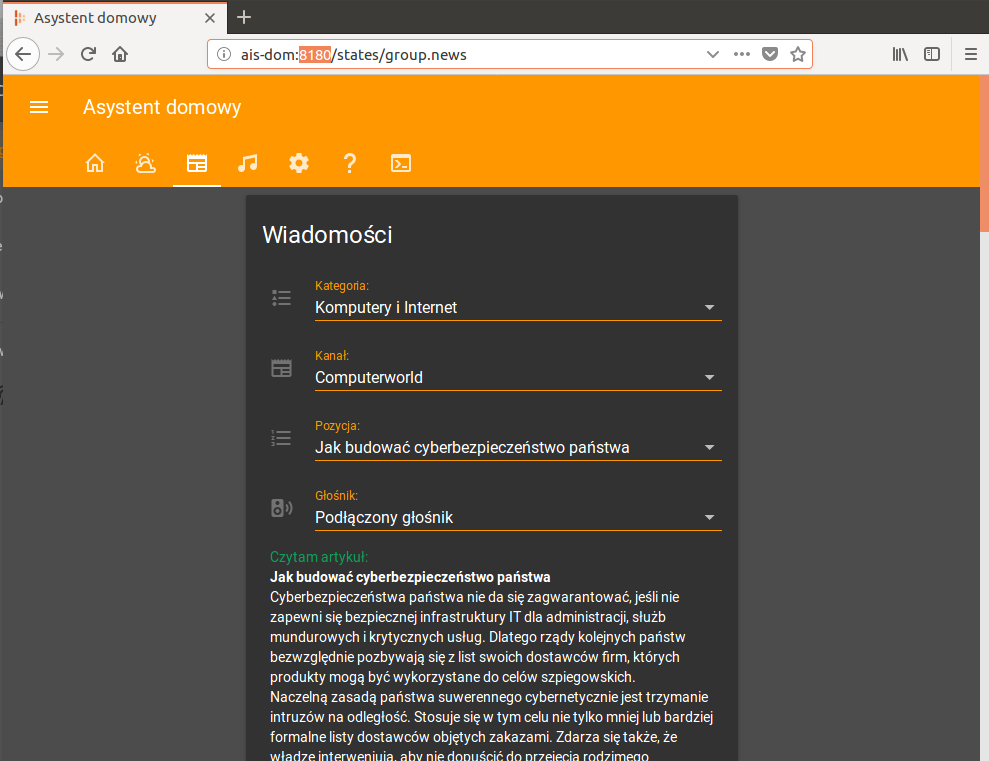 Asystent domowy
ais-dom:8180/states/group.news
Asystent domowy
Wiadomości
Kategoria:
Komputery i Internet
Kanał:
Computerworld
Pozycja:
Jak budować cyberbezpieczeństwo państwa
Głośnik:
Podłączony głośnik
Czytam artykuł:
Jak budować cyberbezpieczeństwo państwa
Cyberbezpieczeństwa państwa nie da się zagwarantować, jeśli nie
zapewni się bezpiecznej infrastruktury IT dla administracji, służb
mundurowych i krytycznych usług. Dlatego rządy kolejnych państw
bezwzględnie pozbywają się z list swoich dostawców firm, których
produkty mogą być wykorzystane do celów szpiegowskich.
Naczelną zasadą państwa suwerennego cybernetycznie jest trzymanie
intruzów na odległość. Stosuje się w tym celu nie tylko mniej lub bardziej
formalne listy dostawców objętych zakazami. Zdarza się także, że
władze interweniują, aby nie dopuścić do przejęcia rodzimego